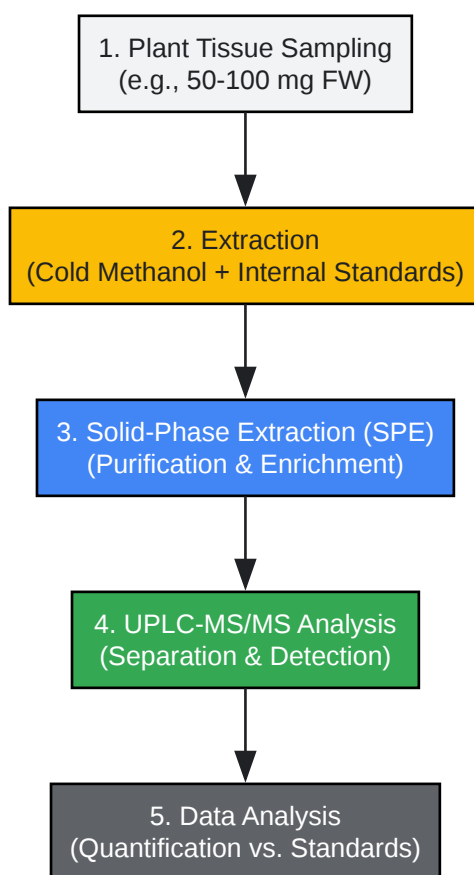 1. Plant Tissue Sampling
(e.g., 50-100 mg FW)
2. Extraction
(Cold Methanol + Internal Standards)
3. Solid-Phase Extraction (SPE)
(Purification & Enrichment)
4. UPLC-MS/MS Analysis
(Separation & Detection)
5. Data Analysis
(Quantification vs. Standards)